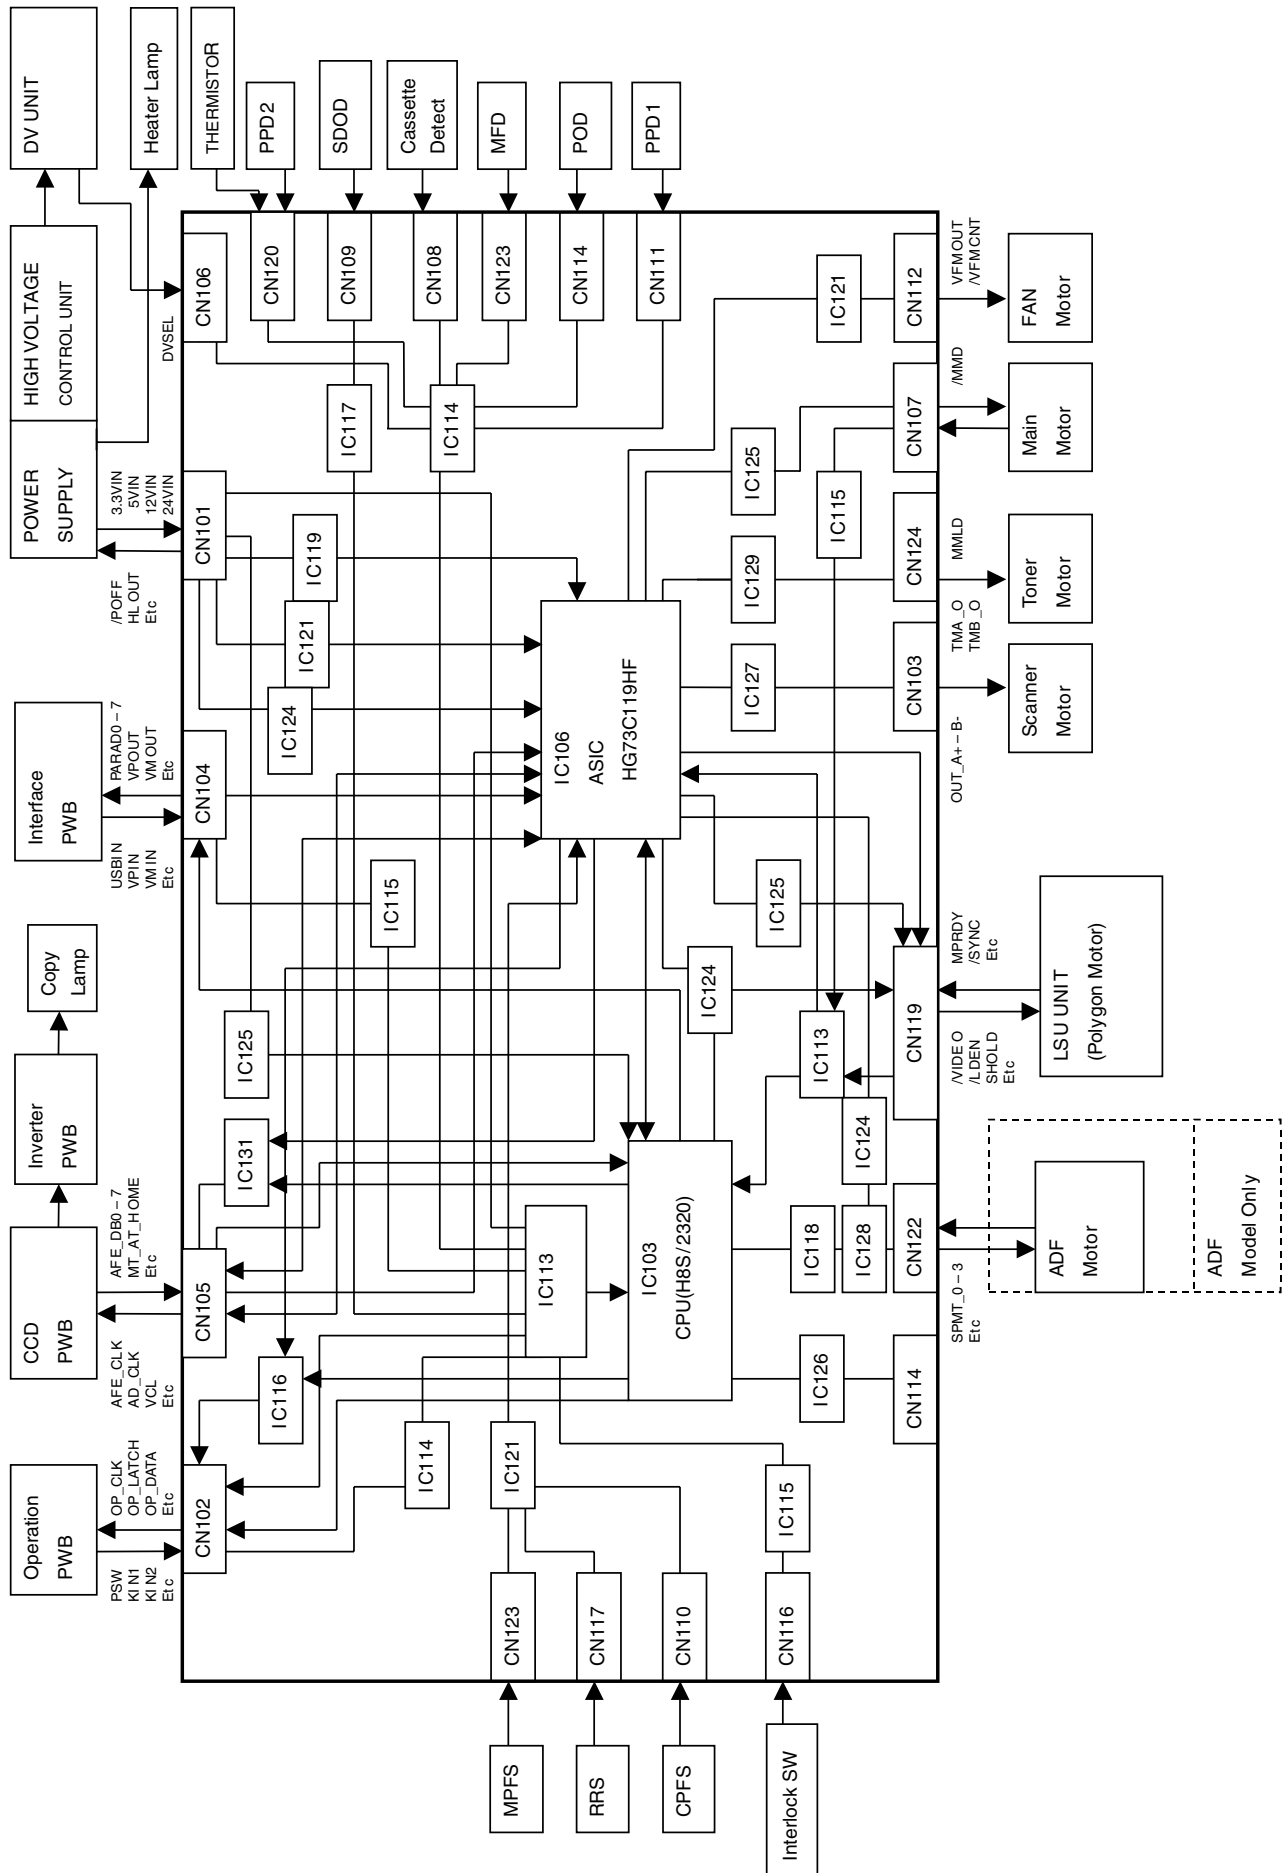 Operation
PWB
CCD
PWB
Inverter
PWB
Copy
Lamp
Interface
PWB
POWER
SUPPLY
HIGH VOLTAGE
CONTROL UNIT
DV UNIT
Heater Lamp
PSW
KIN1
KIN2
Etc
OP_CLK
OP_LATCH
OP_DATA
Etc
AFE_CLK
AD_CLK
VCL
Etc
AFE_DB0 – 7
MT_AT_HOME
Etc
USBIN
VPIN
VMIN
Etc
PARAD0 – 7
VPOUT
VMOUT
Etc
/POFF
HLOUT
Etc
3.3VIN
5VIN
12VIN
24VIN
DVSEL
THERMISTOR
PPD2
SDOD
Cassette
Detect
MFD
POD
PPD1
CN102
CN105
CN104
CN101
CN106
CN120
CN109
CN108
CN123
CN114
CN111
IC116
IC131
IC125
IC115
IC124
IC121
IC119
IC117
IC114
IC114
IC121
IC113
IC103
CPU(H8S/2320)
IC106
ASIC
HG73C119HF
IC124
IC125
IC113
IC124
IC118
IC128
IC126
IC115
IC127
IC129
IC125
IC115
IC121
MPFS
RRS
CPFS
Interlock SW
CN123
CN117
CN110
CN116
CN114
CN122
CN119
CN103
CN124
CN107
CN112
SPMT_0 – 3
Etc
/VIDEO
/LDEN
SHOLD
Etc
MPRDY
/SYNC
Etc
OUT_A+ – B-
TMA_O
TMB_O
MMLD
/MMD
VFMOUT
/VFMCNT
ADF
Motor
ADF
Model Only
LSU UNIT
(Polygon Motor)
Scanner
Motor
Toner
Motor
Main
Motor
FAN
Motor